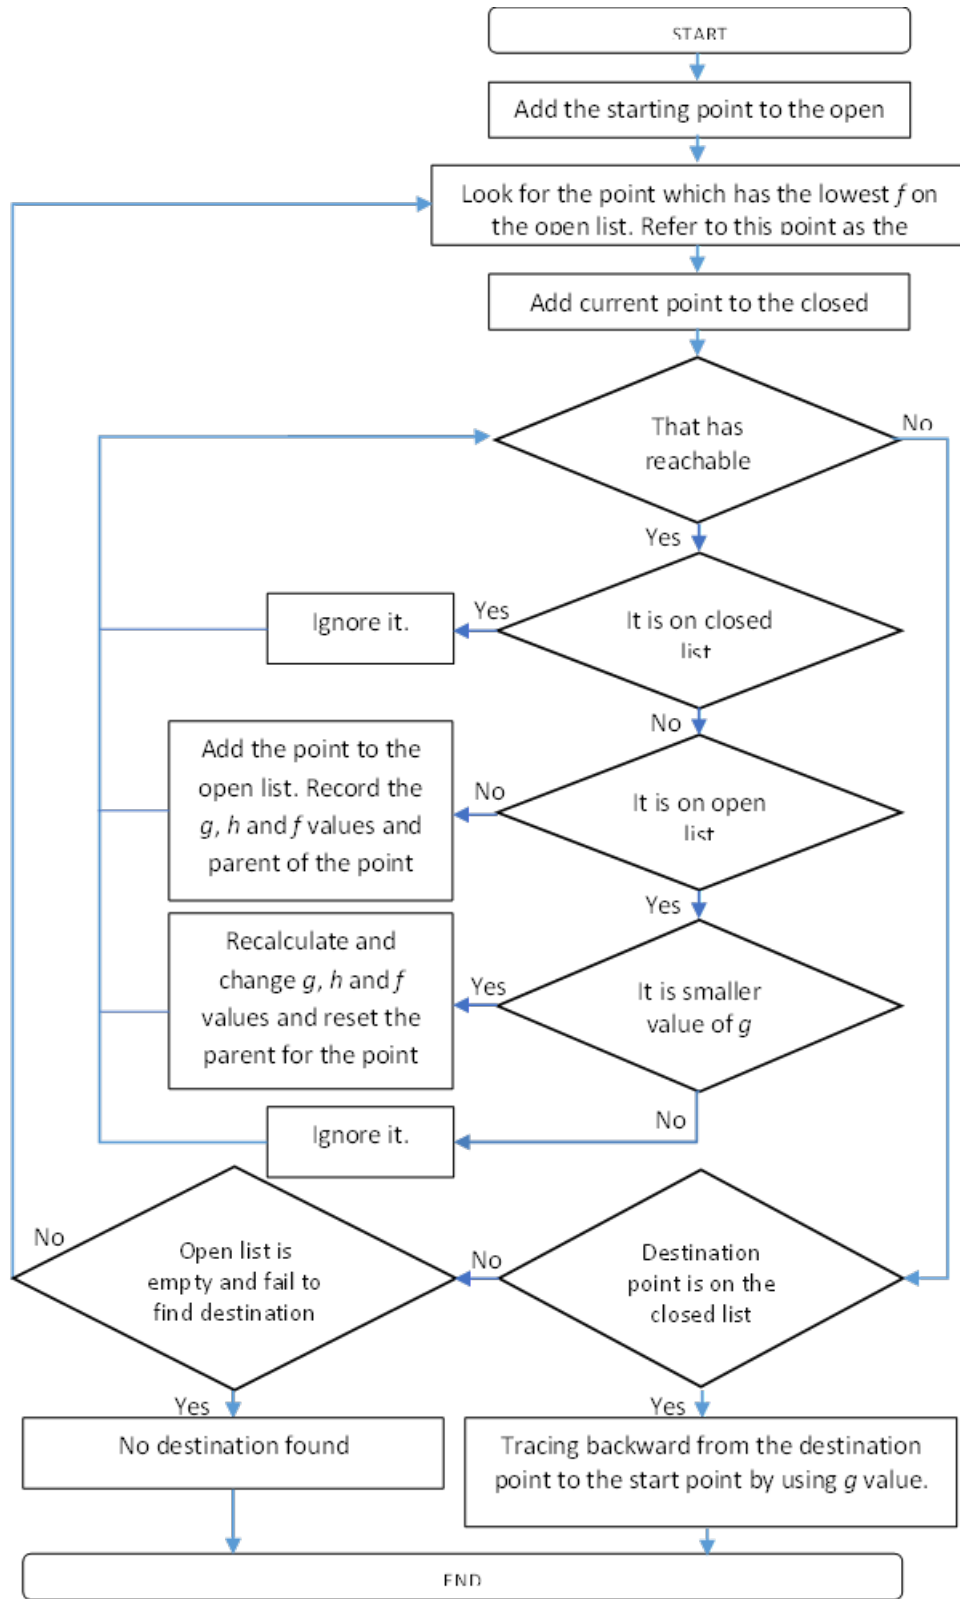 START
Add the starting point to the open
Look for the point which has the lowest f on
the open list. Refer to this point as the
Add current point to the closed
That has
reachable
No
Yes
It is on closed
list
Yes
Ignore it.
No
It is on open
list
No
Add the point to the
open list. Record the
g, h and f values and
parent of the point
Yes
It is smaller
value of g
Yes
Recalculate and
change g, h and f
values and reset the
parent for the point
No
Ignore it.
Destination
point is on the
closed list
No
Open list is
empty and fail to
find destination
No
Yes
No destination found
Yes
Tracing backward from the destination
point to the start point by using g value.
END